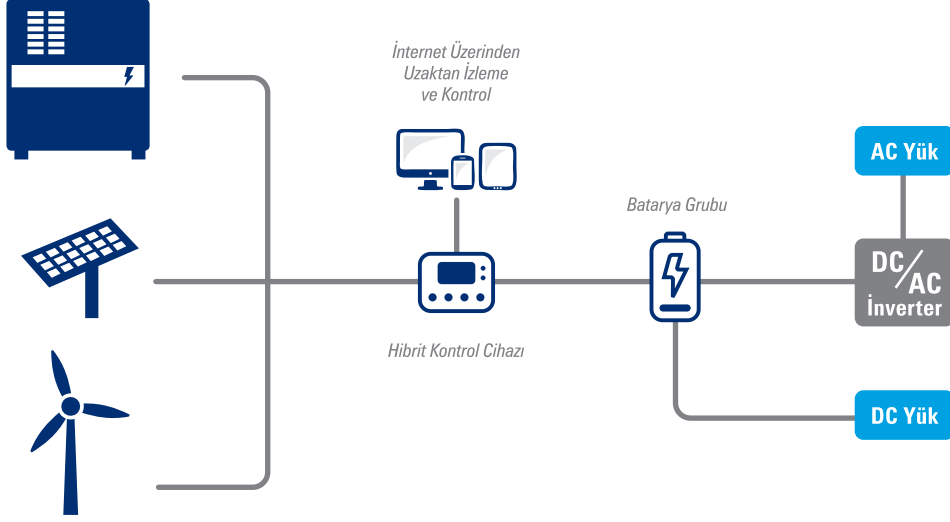 İnternet Üzerinden
Uzaktan İzleme
ve Kontrol
Batarya Grubu
Hibrit Kontrol Cihazı
AC Yük
DC/AC
İnverter
DC Yük